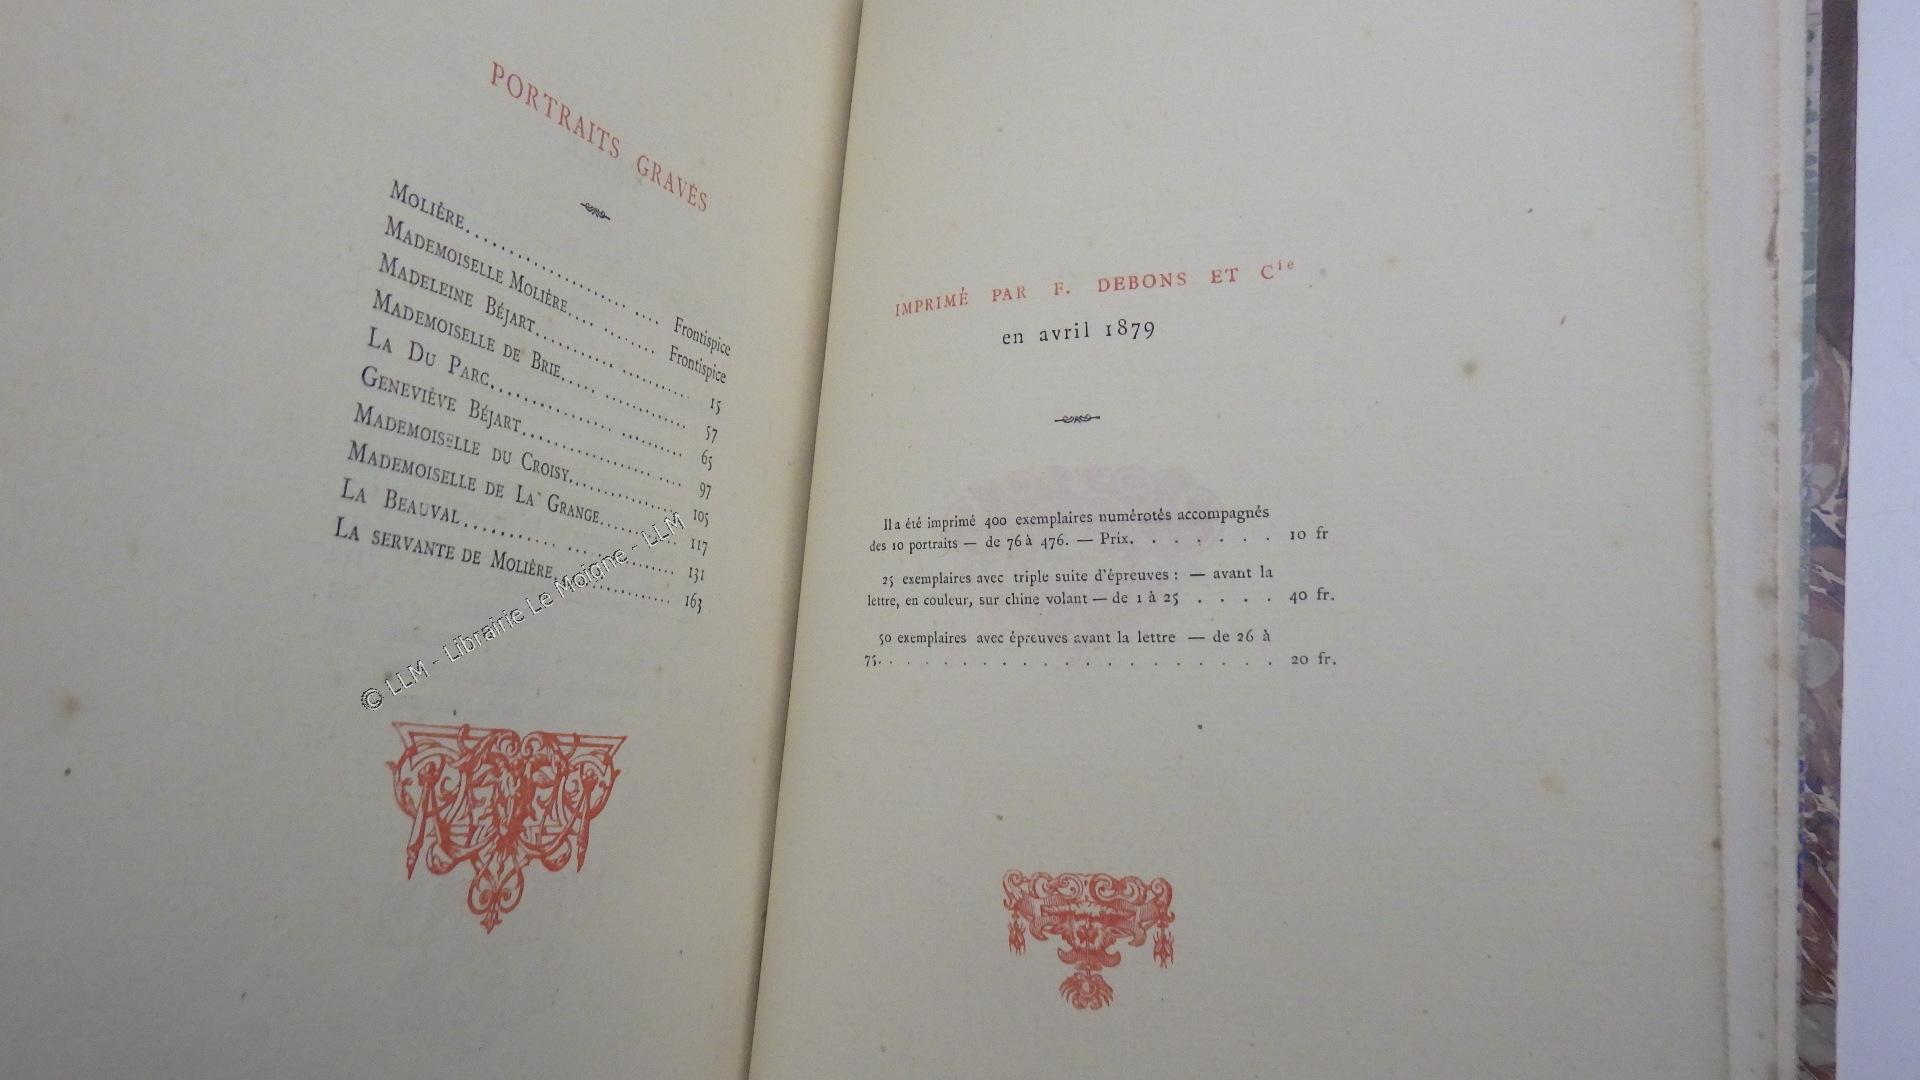 PORTRAITS GRAVÉS
MOLIÈRE.................... .... Frontispice
MADEMOISELLE MOLIÈRE.... ....... Frontispice
MADELEINE BÉJART............ .......... 15
MADEMOISELLE DE BRIE..... ............ 57
LA DU PARC................. ......... 65
GENEVIÈVE BÉJART................. .... 97
MADEMOISELLE DU CROISY................ 105
MADEMOISELLE DE LA GRANGE............ 117
LA BEAUVAL.......... ................ 131
LA SERVANTE DE MOLIÈRE................ 163
© LLM - Librairie Le Moigne - LLM
IMPRIMÉ PAR F. DEBONS ET Cie
en avril 1879
Il a été imprimé 400 exemplaires numérotés accompagnés
des 10 portraits — de 76 à 476. — Prix. . . . . . . 10 fr
25 exemplaires avec triple suite d'épreuves : — avant la
lettre, en couleur, sur chine volant — de 1 à 25 . . . . 40 fr.
50 exemplaires avec épreuves avant la lettre — de 26 à
75. . . . . . . . . . . . . . . . . . 20 fr.